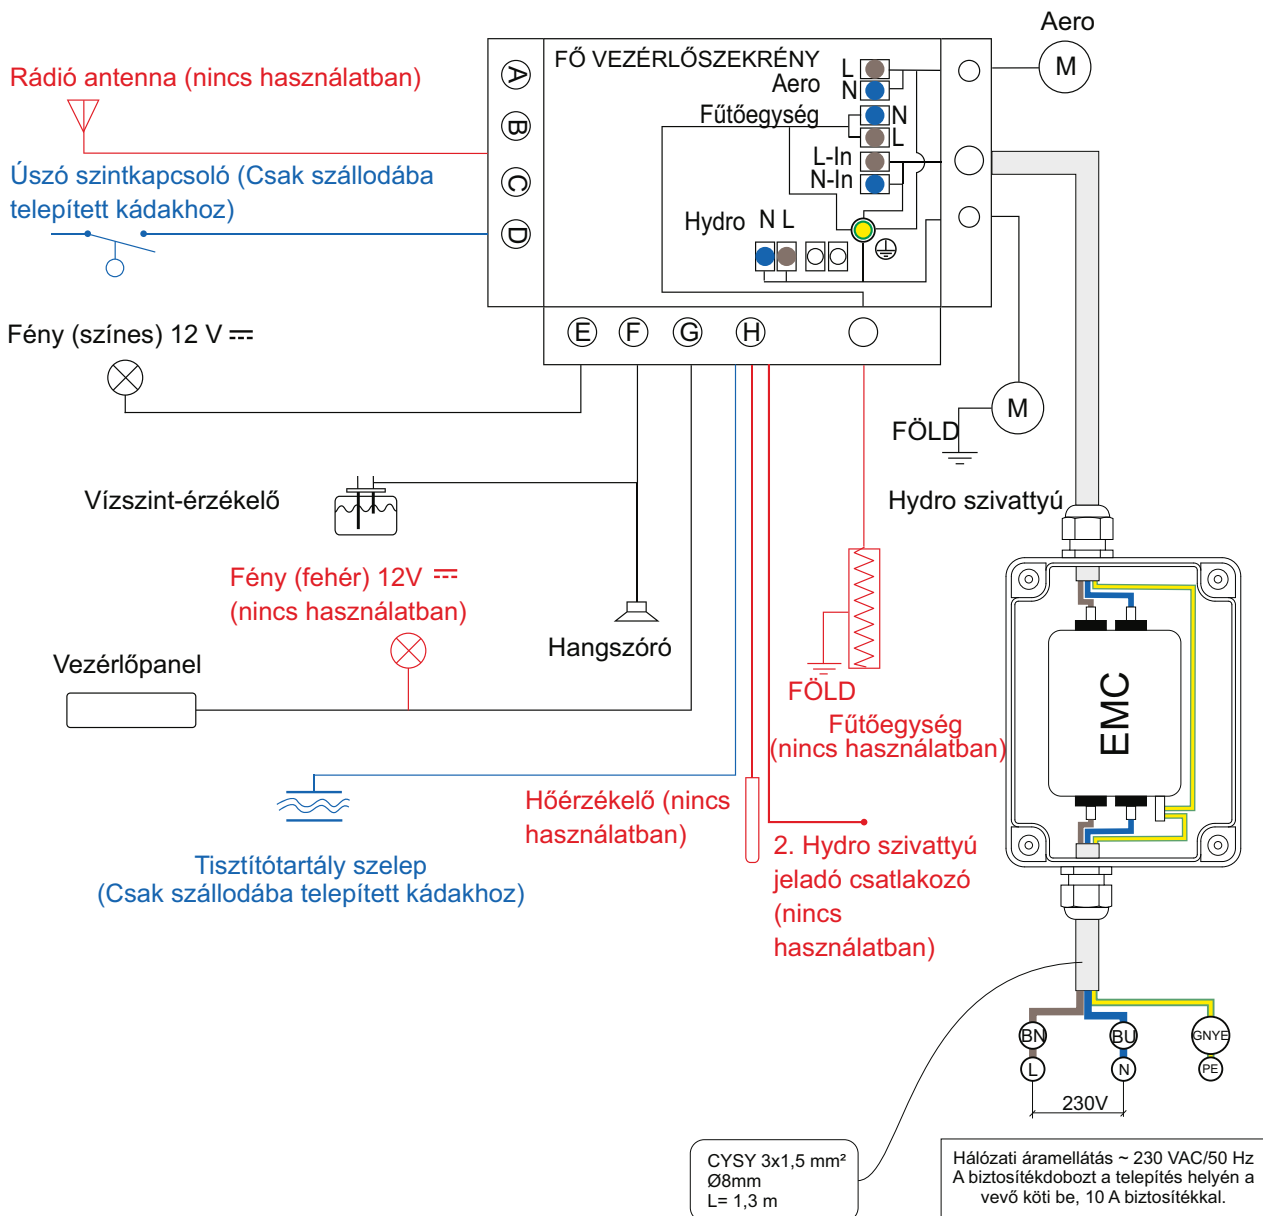 Aero
M
Rádió antenna (nincs használatban)
Úszó szintkapcsoló (Csak szállodába
telepített kádakhoz)
A
B
C
D
FŐ VEZÉRLŐSZEKRÉNY
Aero
L
N
Fűtőegység
N
L
L-In
N-In
Hydro N L
E
F
G
H
Fény (színes) 12 V
M
FÖLD
Hydro szivattyú
Vízszint-érzékelő
Fény (fehér) 12V
(nincs használatban)
Hangszóró
Vezérlőpanel
FÖLD
Fűtőegység
(nincs használatban)
EMC
Hőérzékelő (nincs
használatban)
2. Hydro szivattyú
jeladó csatlakozó
(nincs
használatban)
Tisztítótartály szelep
(Csak szállodába telepített kádakhoz)
BN
BU
GNYE
L
N
PE
230V
CYSY 3x1,5 mm²
Ø8mm
L= 1,3 m
Hálózati áramellátás ~ 230 VAC/50 Hz
A biztosítékdobozt a telepítés helyén a
vevő köti be, 10 A biztosítékkal.